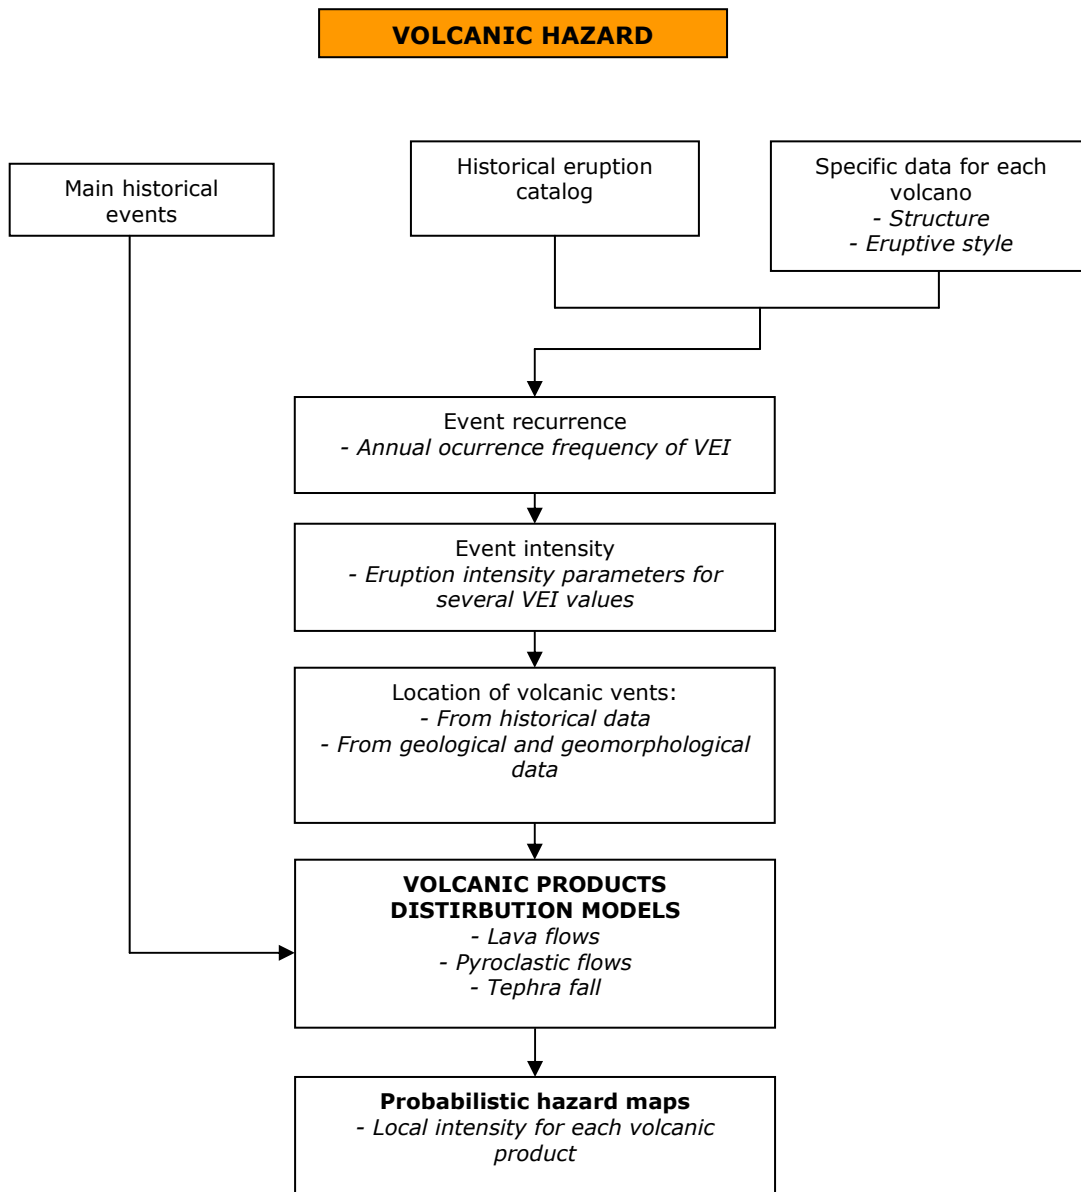 VOLCANIC HAZARD
Main historical
events
Historical eruption
catalog
Specific data for each
volcano
- Structure
- Eruptive style
Event recurrence
- Annual ocurrence frequency of VEI
Event intensity
- Eruption intensity parameters for
several VEI values
Location of volcanic vents:
- From historical data
- From geological and geomorphological
data
VOLCANIC PRODUCTS
DISTIRBUTION MODELS
- Lava flows
- Pyroclastic flows
- Tephra fall
Probabilistic hazard maps
- Local intensity for each volcanic
product